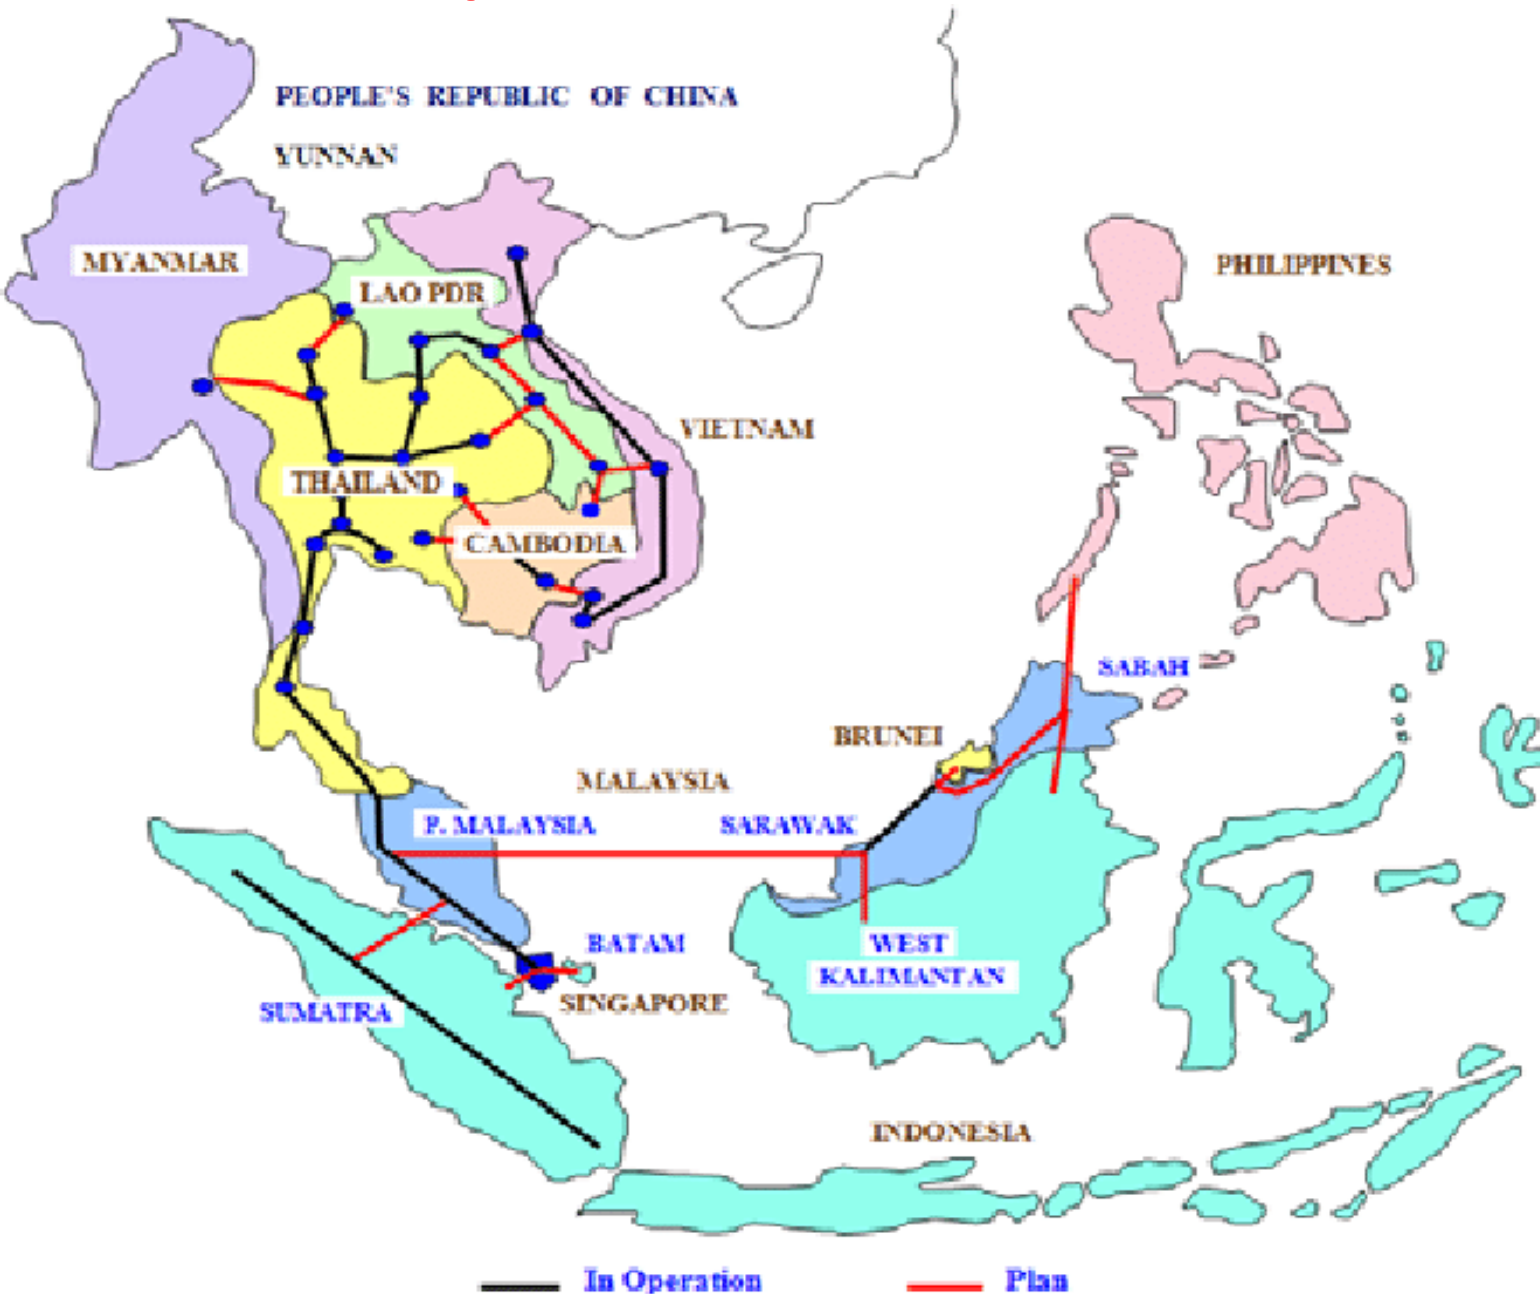 PEOPLE'S REPUBLIC OF CHINA
YUNNAN
MYANMAR
PHILIPPINES
LAO PDR
VIETNAM
THAILAND
CAMBODIA
SABAH
BRUNEI
MALAYSIA
P. MALAYSIA
SARAWAK
BATAM
WEST
KALIMANTAN
SINGAPORE
SUMATRA
INDONESIA
In Operation
Plan